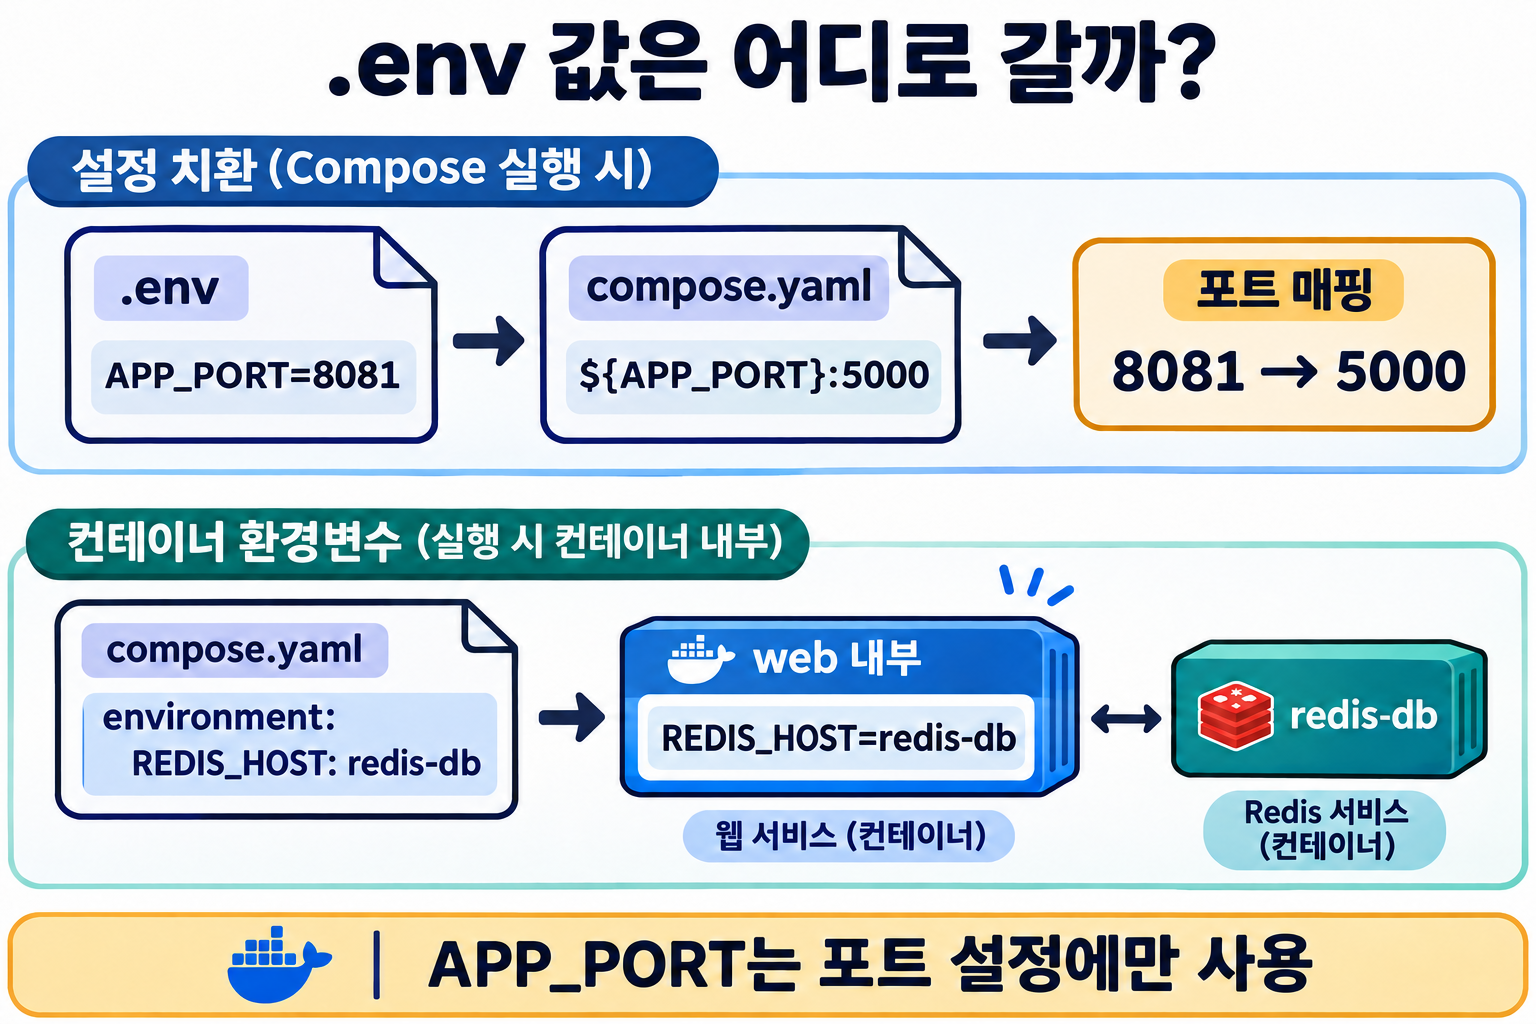 .env 값은 어디로 갈까?
설정 치환 (Compose 실행 시)
.env
APP_PORT=8081
compose.yaml
${APP_PORT}:5000
포트 매핑
8081 → 5000
컨테이너 환경변수 (실행 시 컨테이너 내부)
compose.yaml
environment:
REDIS_HOST: redis-db
web 내부
REDIS_HOST=redis-db
웹 서비스 (컨테이너)
redis-db
Redis 서비스
(컨테이너)
APP_PORT는 포트 설정에만 사용